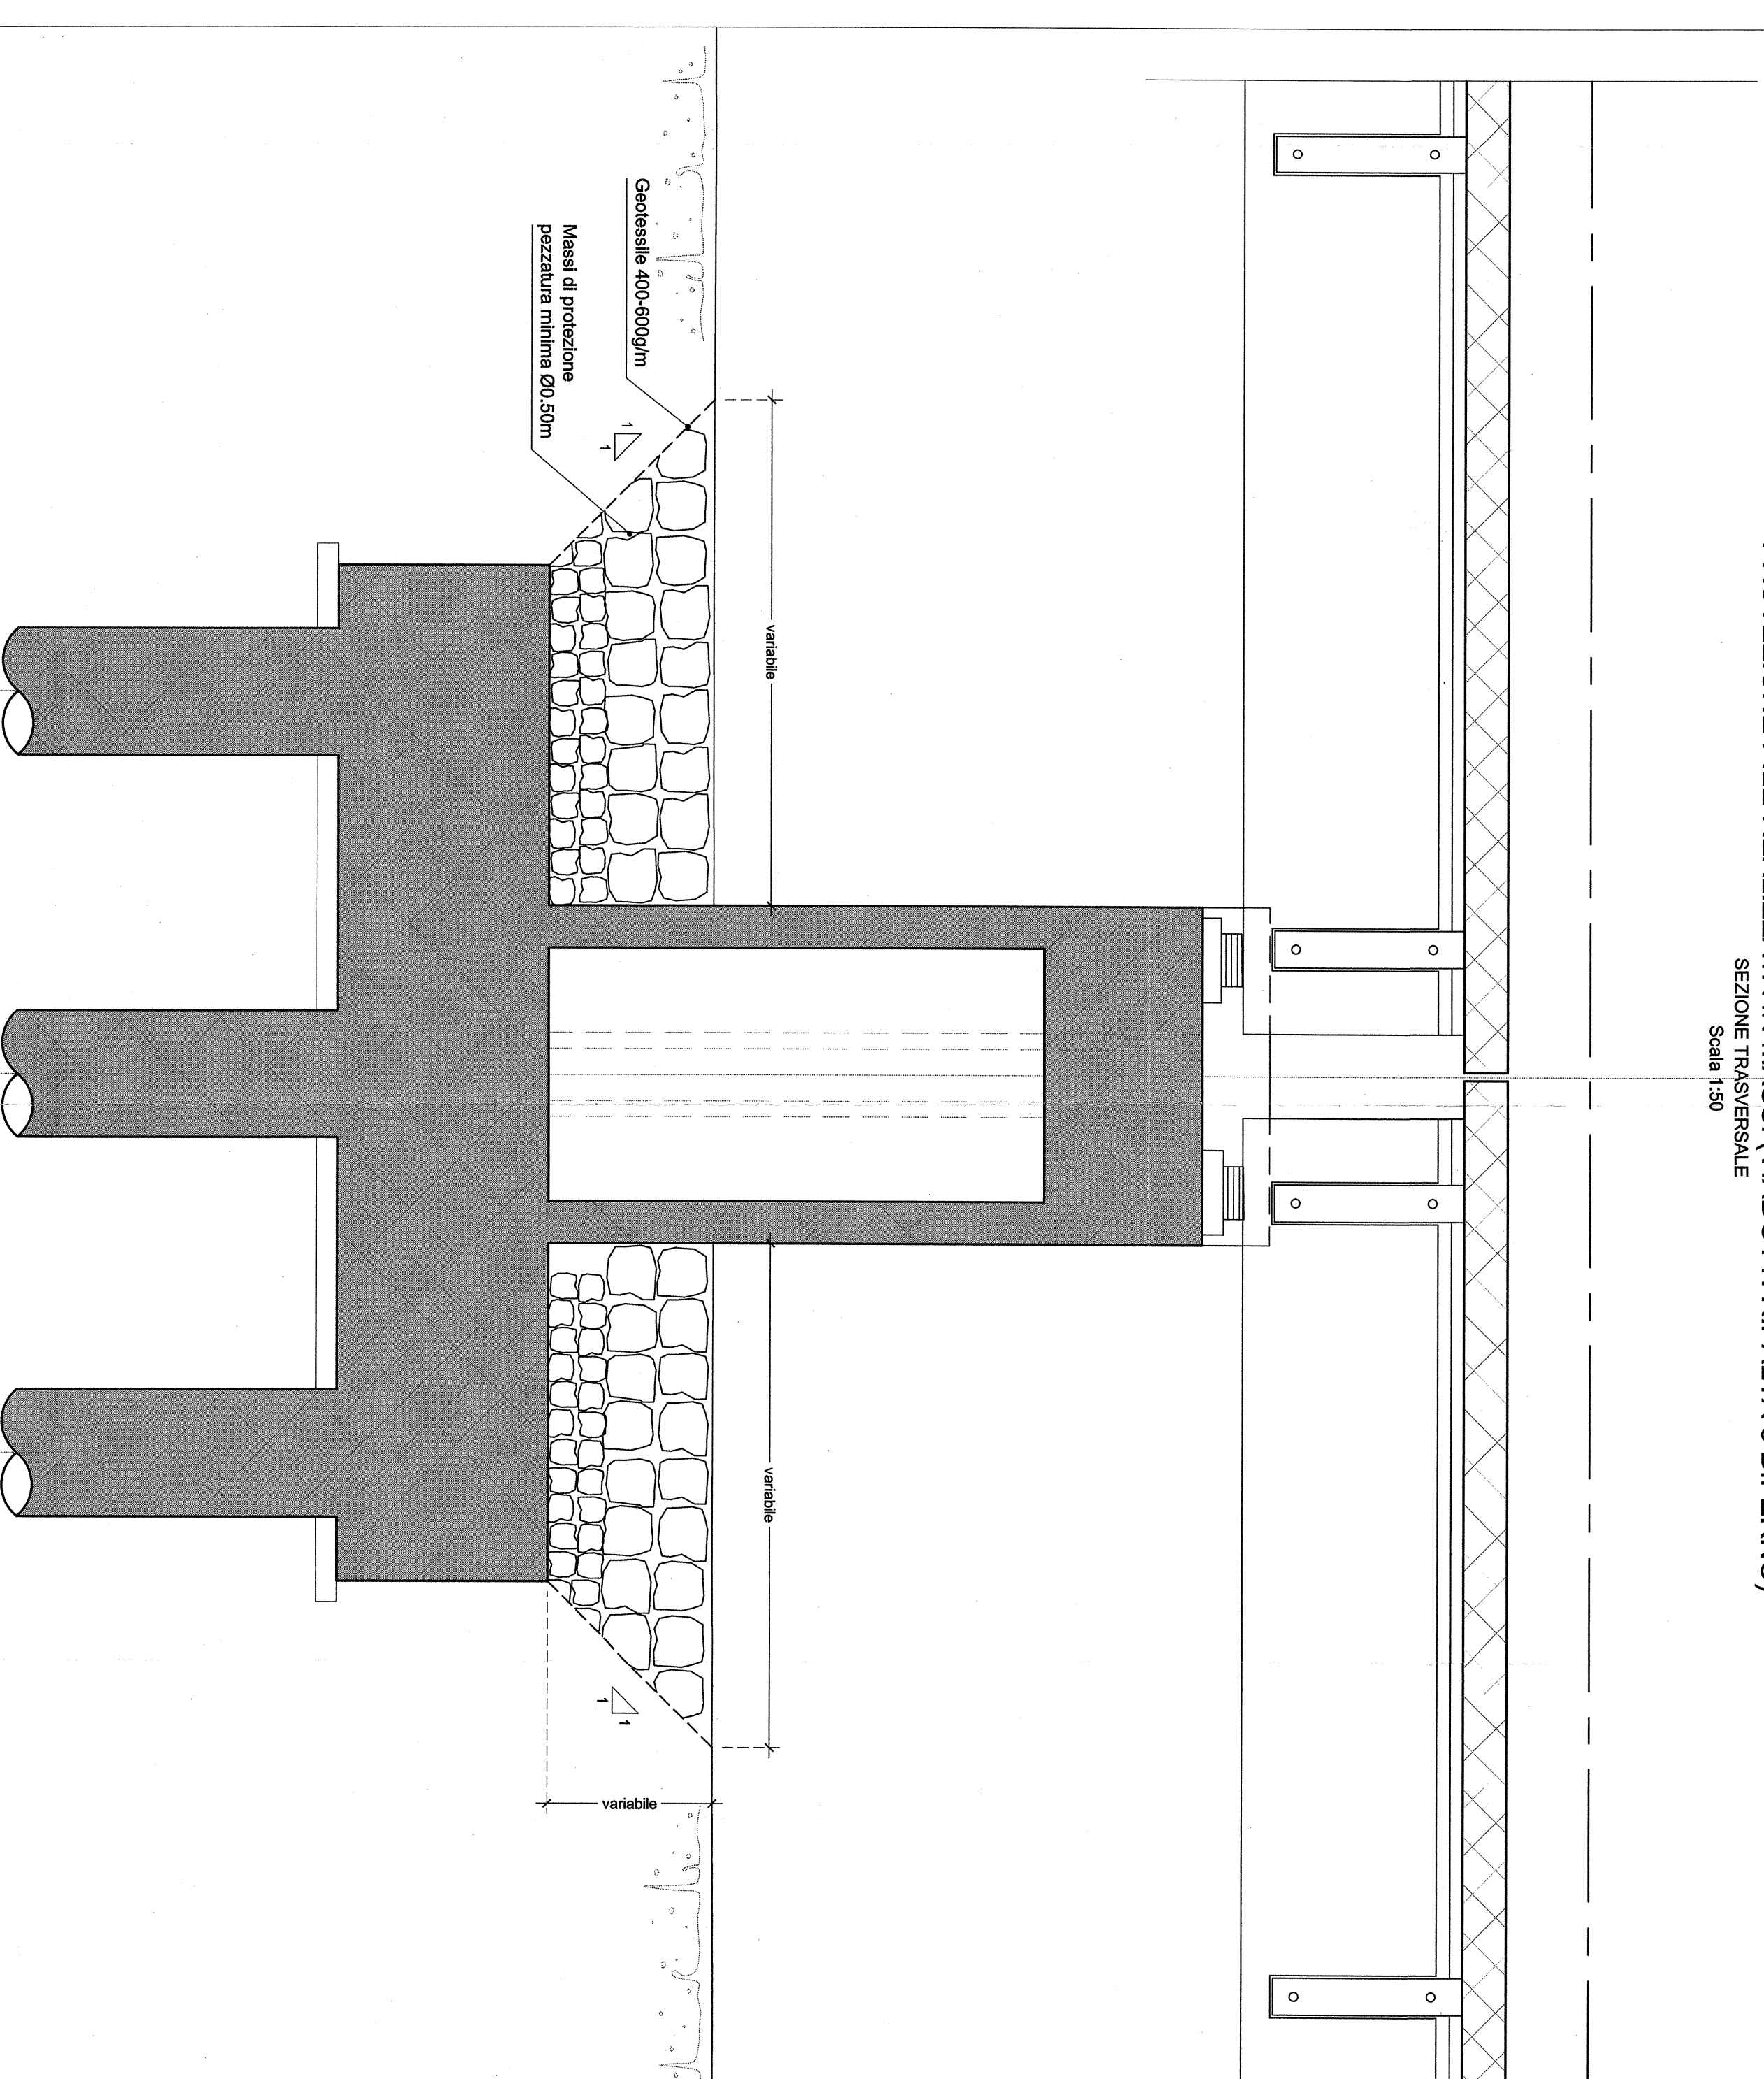 SEZIONE TRASVERSALE
Scala 1:50
variabile
variabile
Geotessile 400-600g/m
Massi di protezione
pezzatura minima Ø0.50m
1
1
1
1
variabile